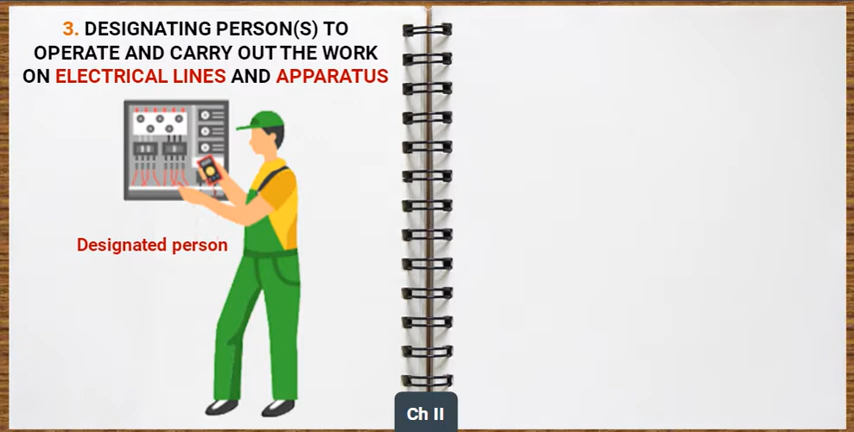 3. DESIGNATING PERSON(S) TO
OPERATE AND CARRY OUT THE WORK
ON ELECTRICAL LINES AND APPARATUS
Designated person
Ch II